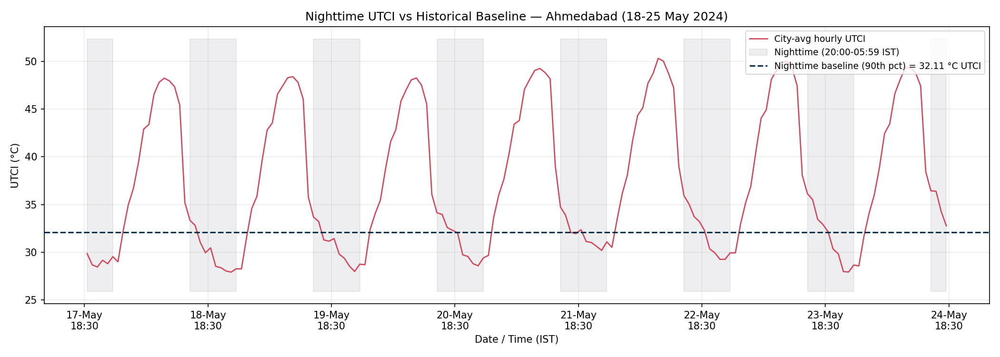 Nighttime UTCI vs Historical Baseline — Ahmedabad (18-25 May 2024)
City-avg hourly UTCI
Nighttime (20:00-05:59 IST)
Nighttime baseline (90th pct) = 32.11 °C UTCI
UTCI (°C)
50
45
40
35
30
25
17-May 18-May 19-May 20-May 21-May 22-May 23-May 24-May
18:30 18:30 18:30 18:30 18:30 18:30 18:30 18:30
Date / Time (IST)